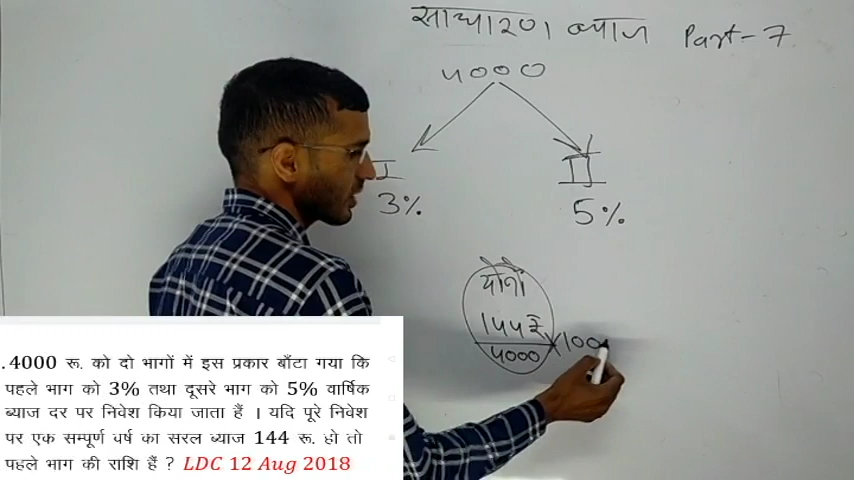 साधारण ब्याज Part-7
4000
I II
3% 5%
दोनों
144 ₹
4000 × 100
.4000 रू. को दो भागों में इस प्रकार बाँटा गया कि
पहले भाग को 3% तथा दूसरे भाग को 5% वार्षिक
ब्याज दर पर निवेश किया जाता हैं । यदि पूरे निवेश
पर एक सम्पूर्ण वर्ष का सरल ब्याज 144 रू. हो तो
पहले भाग की राशि हैं ? LDC 12 Aug 2018